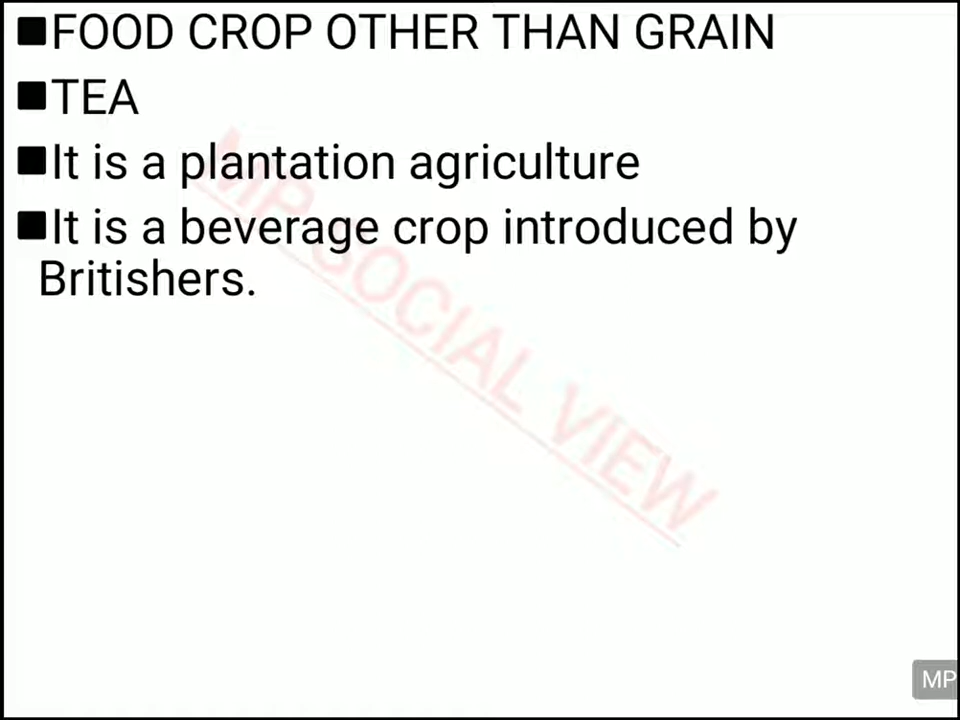 ■FOOD CROP OTHER THAN GRAIN
■TEA
■It is a plantation agriculture
■It is a beverage crop introduced by
Britishers.
MP SOCIAL VIEW
MP